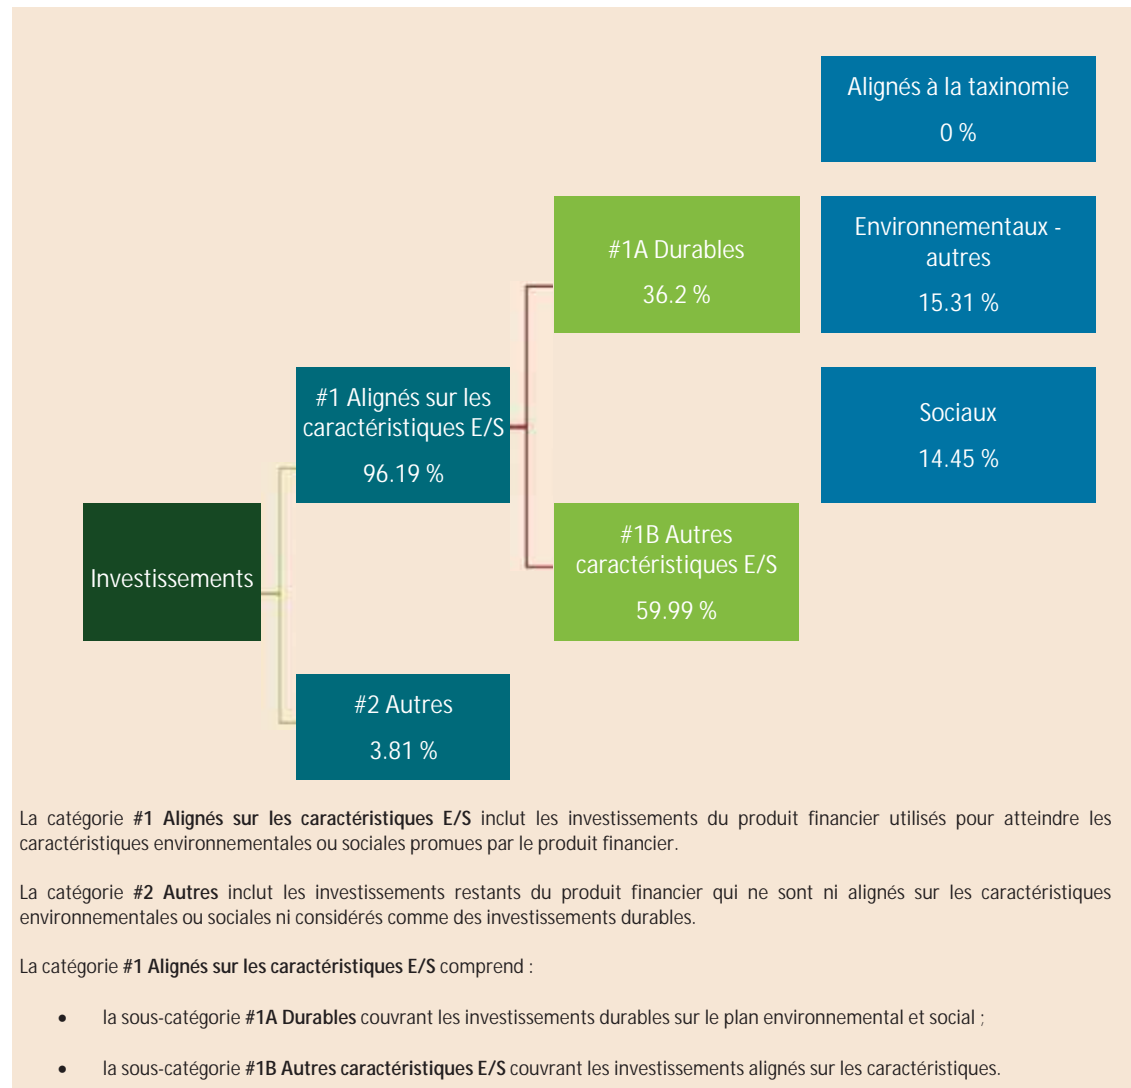 Alignés à la taxinomie
0 %
#1A Durables
36.2 %
Environnementaux -
autres
15.31 %
#1 Alignés sur les
caractéristiques E/S
96.19 %
Sociaux
14.45 %
Investissements
#1B Autres
caractéristiques E/S
59.99 %
#2 Autres
3.81 %
La catégorie #1 Alignés sur les caractéristiques E/S inclut les investissements du produit financier utilisés pour atteindre les
caractéristiques environnementales ou sociales promues par le produit financier.
La catégorie #2 Autres inclut les investissements restants du produit financier qui ne sont ni alignés sur les caractéristiques
environnementales ou sociales ni considérés comme des investissements durables.
La catégorie #1 Alignés sur les caractéristiques E/S comprend :
• la sous-catégorie #1A Durables couvrant les investissements durables sur le plan environnemental et social ;
• la sous-catégorie #1B Autres caractéristiques E/S couvrant les investissements alignés sur les caractéristiques.